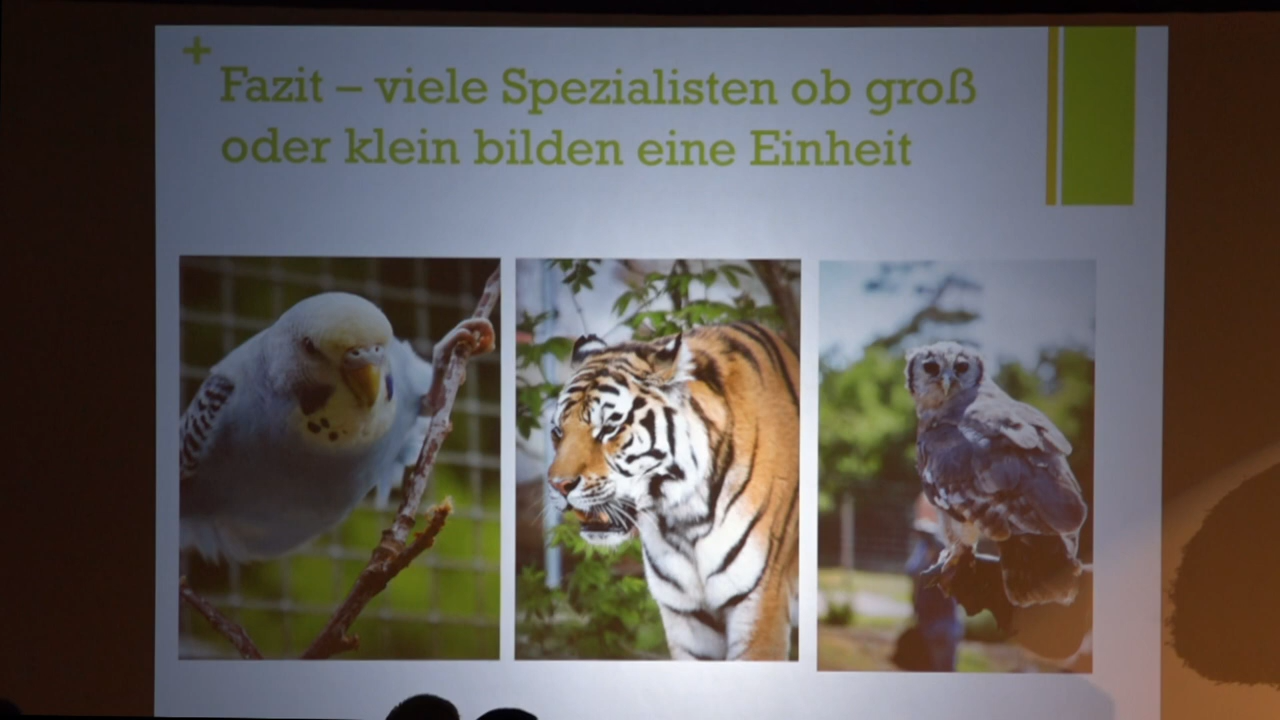 +
Fazit – viele Spezialisten ob groß
oder klein bilden eine Einheit